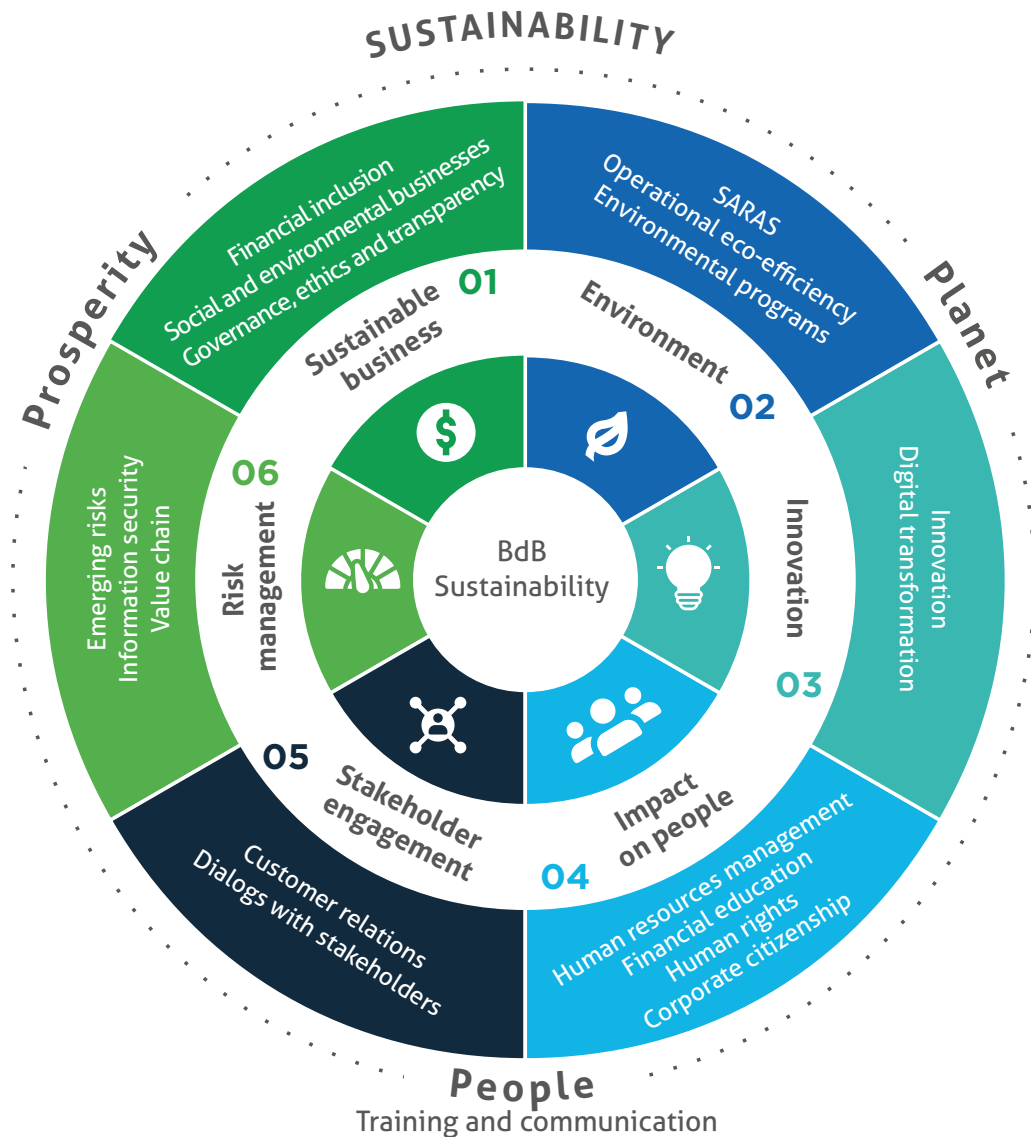 SUSTAINABILITY
Prosperity
Planet
Financial inclusion
Social and environmental businesses
Governance, ethics and transparency
SARAS
Operational eco-efficiency
Environmental programs
01
Sustainable
business
Environment
02
Innovation
Digital transformation
Innovation
03
Human resources management
Financial education
Human rights
Corporate citizenship
Impact
on people
04
Customer relations
Dialogs with stakeholders
05
Stakeholder
engagement
Emerging risks
Information security
Value chain
06
Risk
management
$
BdB
Sustainability
People
Training and communication